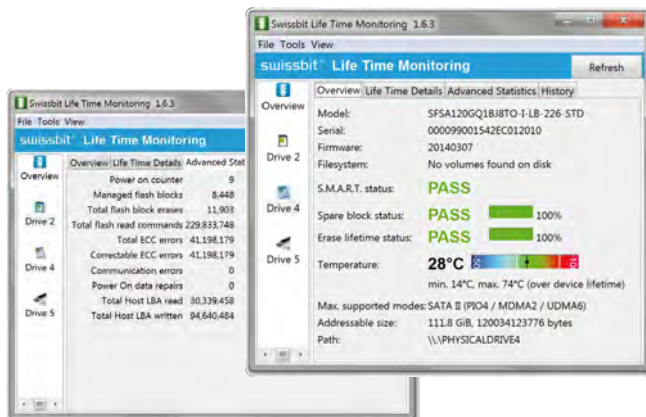 Swissbit Life Time Monitoring 1.6.3
File Tools View
swissbit® Life Time Monitoring
Refresh
Overview Life Time Details Advanced Statistics History
Overview
Drive 2
Drive 4
Drive 5
Model: SFSA120GQ1BJ8TO-I-LB-226-STD
Serial: 000099001542EC012010
Firmware: 20140307
Filesystem: No volumes found on disk
S.M.A.R.T. status: PASS
Spare block status: PASS 100%
Erase lifetime status: PASS 100%
Temperature: 28°C
min. 14°C, max. 74°C (over device lifetime)
Max. supported modes: SATA II (PIO4 / MDMA2 / UDMA6)
Addressable size: 111.8 GiB, 120034123776 bytes
Path: \\.\PHYSICALDRIVE4
Swissbit Life Time Monitoring 1.6.3
File Tools View
swissbit® Life Time Monitoring
Overview Life Time Details Advanced Stat
Overview
Drive 2
Drive 4
Drive 5
Power on counter 9
Managed flash blocks 8,448
Total flash block erases 11,903
Total flash read commands 229,833,748
Total ECC errors 41,198,179
Correctable ECC errors 41,198,179
Communication errors 0
Power On data repairs 0
Total Host LBA read 30,339,458
Total Host LBA written 94,640,484